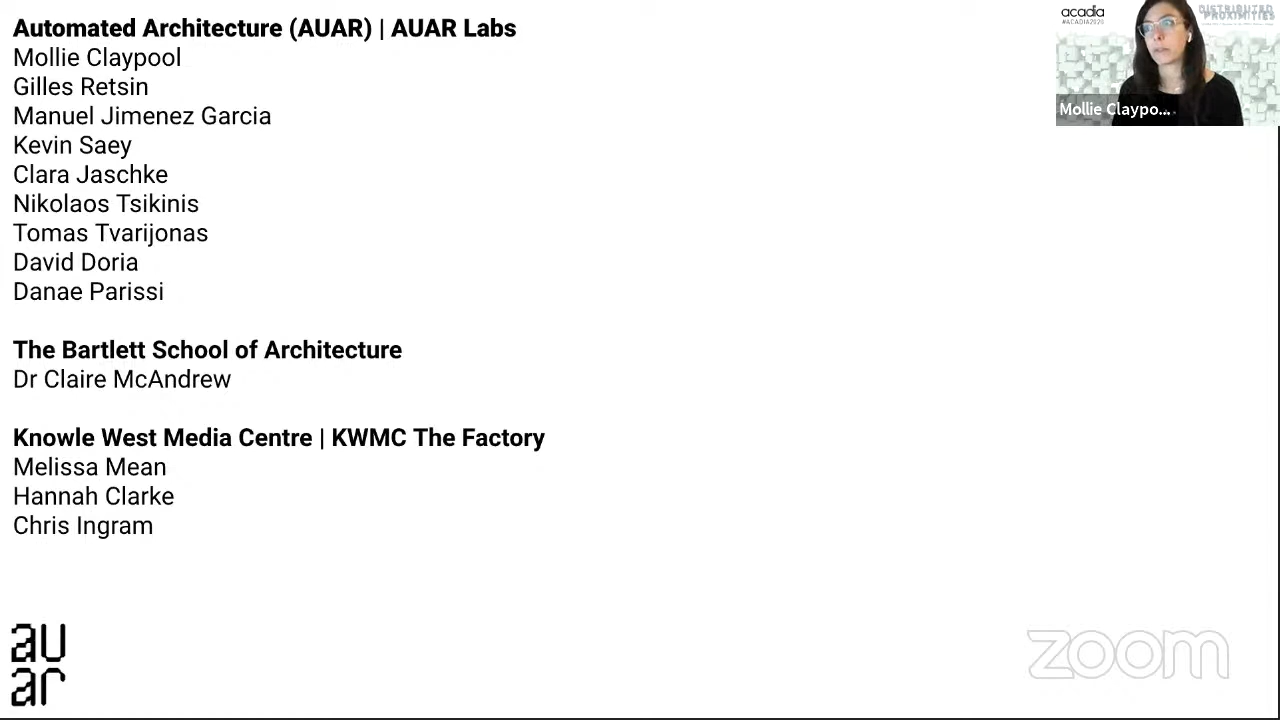 Automated Architecture (AUAR) | AUAR Labs
Mollie Claypool
Gilles Retsin
Manuel Jimenez Garcia
Kevin Saey
Clara Jaschke
Nikolaos Tsikinis
Tomas Tvarijonas
David Doria
Danae Parissi
The Bartlett School of Architecture
Dr Claire McAndrew
Knowle West Media Centre | KWMC The Factory
Melissa Mean
Hannah Clarke
Chris Ingram
au
ar
acadia
#ACADIA2020
DISTRIBUTED
PROXIMITIES
Mollie Claypo...
zoom